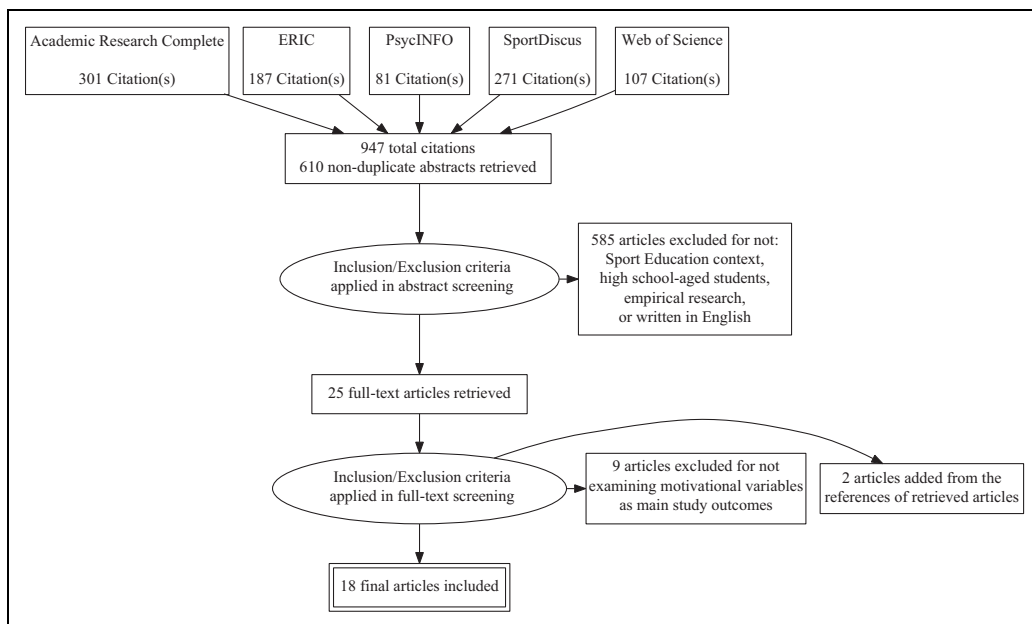 Academic Research Complete
301 Citation(s)
ERIC
187 Citation(s)
PsycINFO
81 Citation(s)
SportDiscus
271 Citation(s)
Web of Science
107 Citation(s)
947 total citations
610 non-duplicate abstracts retrieved
Inclusion/Exclusion criteria
applied in abstract screening
585 articles excluded for not:
Sport Education context,
high school-aged students,
empirical research,
or written in English
25 full-text articles retrieved
Inclusion/Exclusion criteria
applied in full-text screening
9 articles excluded for not
examining motivational variables
as main study outcomes
2 articles added from the
references of retrieved articles
18 final articles included